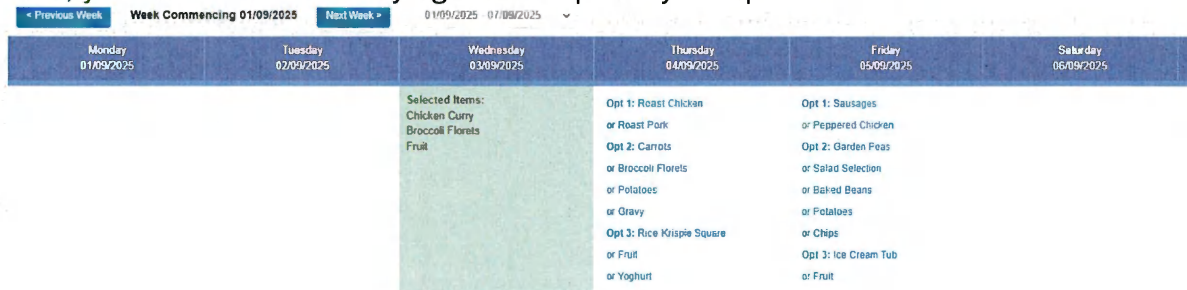 < Previous Week Week Commencing 01/09/2025 Next Week > 01/09/2025 - 07/09/2025
Monday
01/09/2025
Tuesday
02/09/2025
Wednesday
03/09/2025
Thursday
04/09/2025
Friday
05/09/2025
Saturday
06/09/2025
Selected Items:
Chicken Curry
Broccoli Florets
Fruit
Opt 1: Roast Chicken
or Roast Pork
Opt 2: Carrots
or Broccoli Florets
or Potatoes
or Gravy
Opt 3: Rice Krispie Square
or Fruit
or Yoghurt
Opt 1: Sausages
or Peppered Chicken
Opt 2: Garden Peas
or Salad Selection
or Baked Beans
or Potatoes
or Chips
Opt 3: Ice Cream Tub
or Fruit